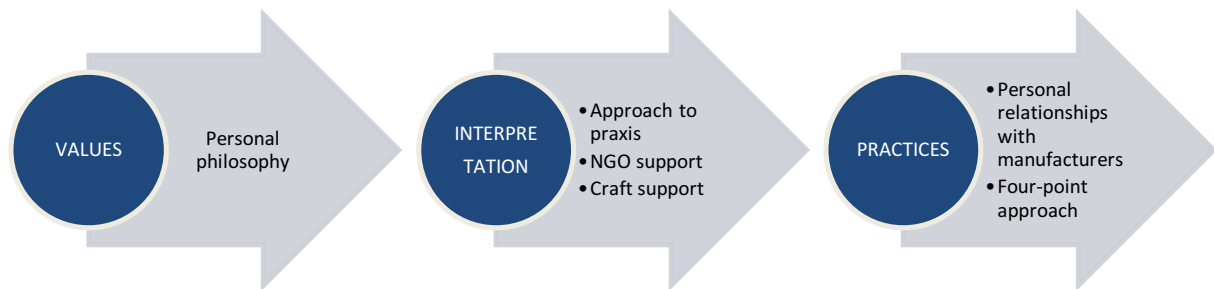 VALUES
Personal
philosophy
INTERPRE
TATION
•Approach to
praxis
•NGO support
•Craft support
PRACTICES
•Personal
relationships
with
manufacturers
•Four-point
approach